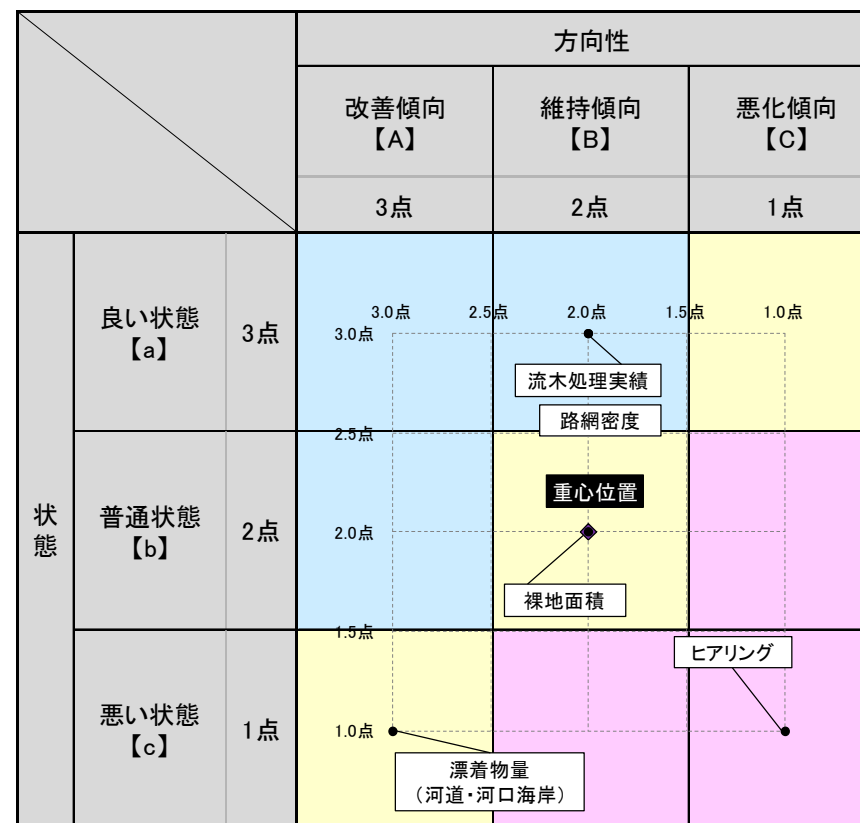 方向性
改善傾向
【A】
維持傾向
【B】
悪化傾向
【C】
3点
2点
1点
状態
良い状態
【a】
3点
普通状態
【b】
2点
悪い状態
【c】
1点
3.0点
2.5点
2.0点
1.5点
1.0点
3.0点
流木処理実績
路網密度
2.5点
重心位置
2.0点
裸地面積
1.5点
ヒアリング
1.0点
漂着物量
（河道・河口海岸）